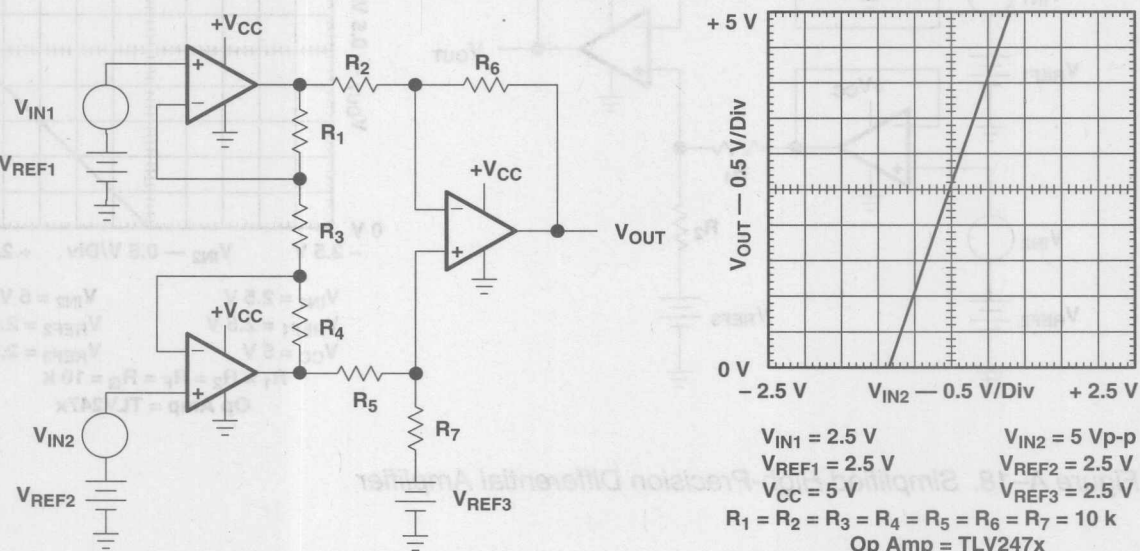 +VCC
VIN1
VREF1
R1
R2
R6
R3
+VCC
VOUT
+VCC
R4
R5
VIN2
VREF2
R7
VREF3
+ 5 V
VOUT — 0.5 V/Div
0 V
– 2.5 V
VIN2 — 0.5 V/Div
+ 2.5 V
VIN1 = 2.5 V
VIN2 = 5 Vp-p
VREF1 = 2.5 V
VREF2 = 2.5 V
VCC = 5 V
VREF3 = 2.5 V
R1 = R2 = R3 = R4 = R5 = R6 = R7 = 10 k
Op Amp = TLV247x